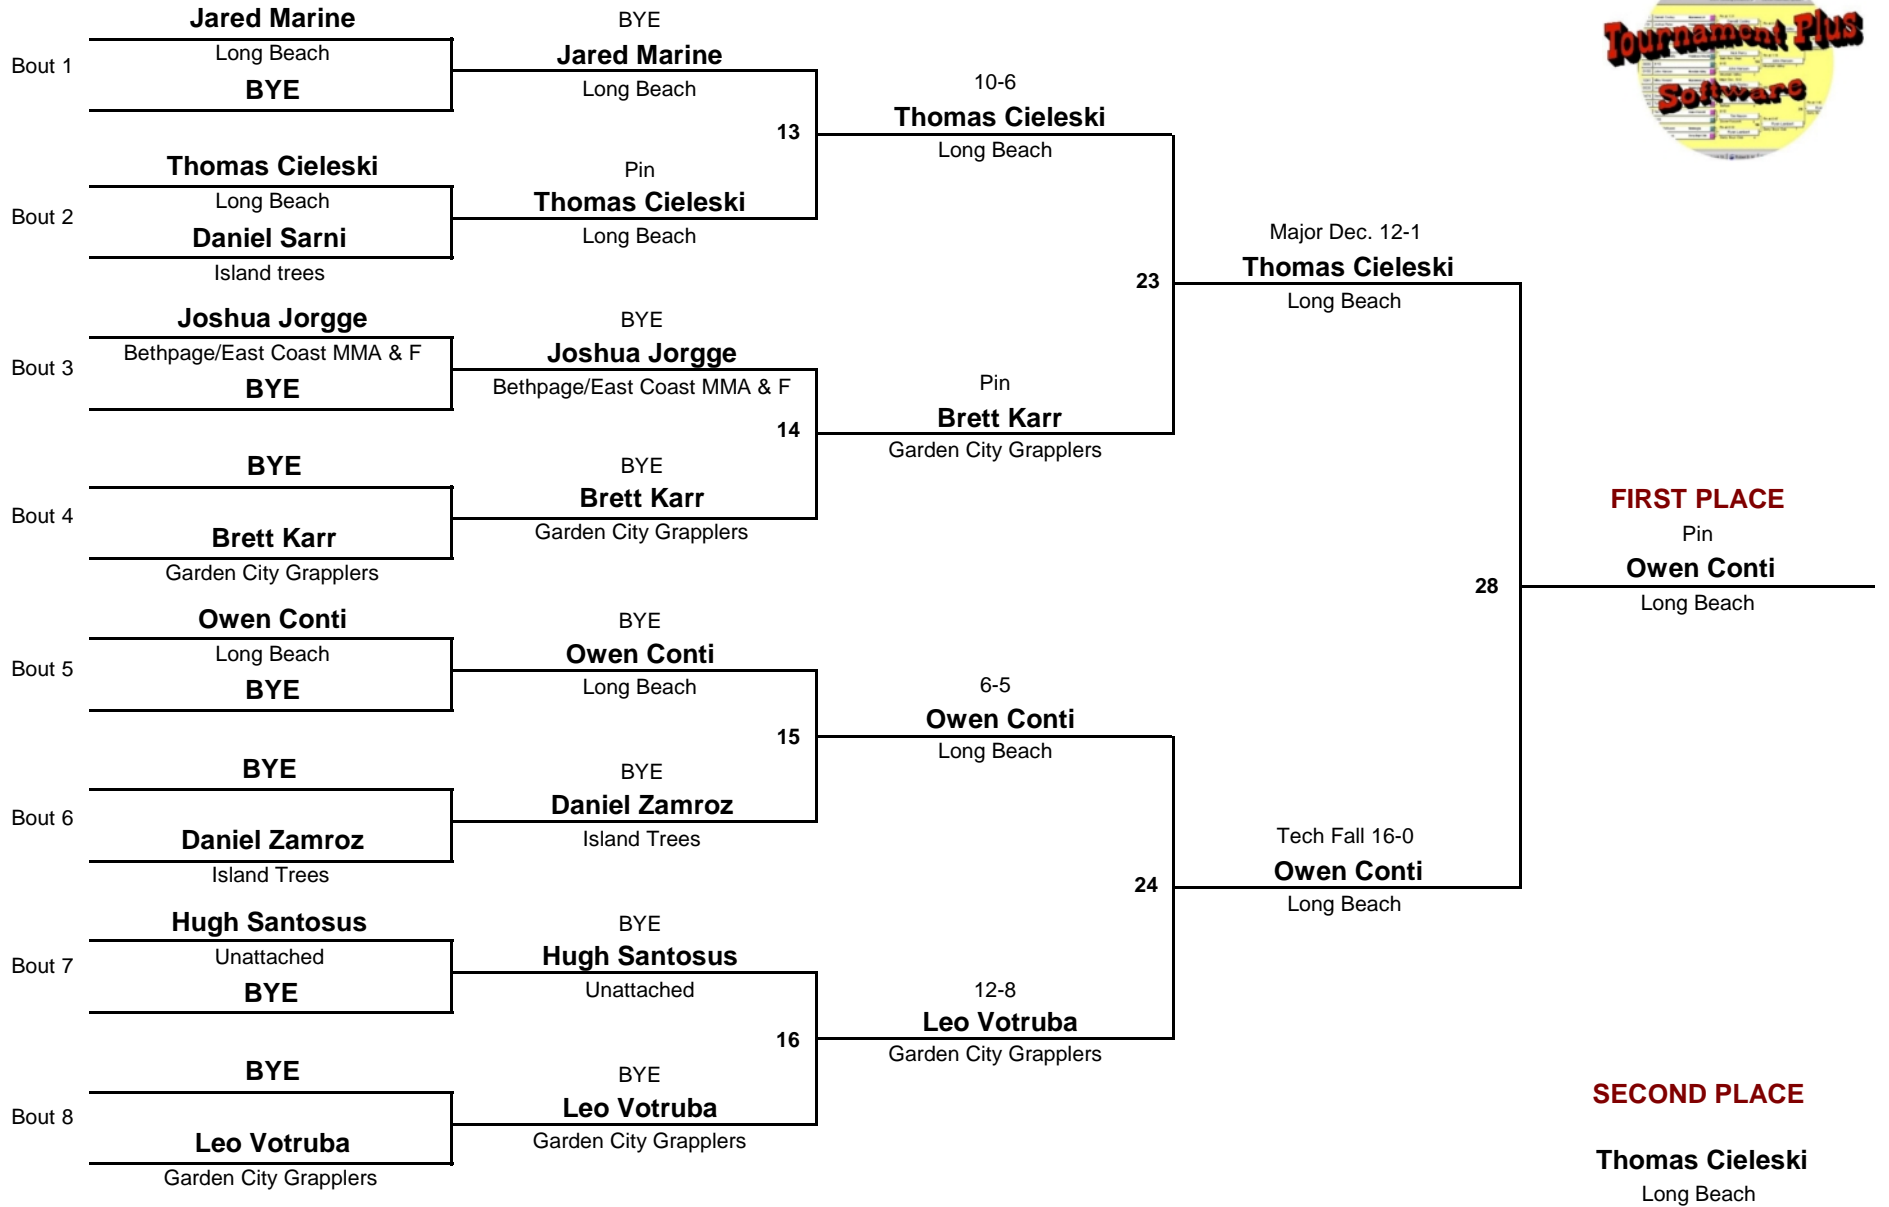 Jared Marine
Bout 1
Long Beach
BYE
Thomas Cieleski
Bout 2
Long Beach
Daniel Sarni
Island trees
Joshua Jorgge
Bout 3
Bethpage/East Coast MMA & F
BYE
BYE
Bout 4
Brett Karr
Garden City Grapplers
Owen Conti
Bout 5
Long Beach
BYE
BYE
Bout 6
Daniel Zamroz
Island Trees
Hugh Santosus
Bout 7
Unattached
BYE
BYE
Bout 8
Leo Votruba
Garden City Grapplers
BYE
Jared Marine
Long Beach
13
Pin
Thomas Cieleski
Long Beach
BYE
Joshua Jorgge
Bethpage/East Coast MMA & F
14
BYE
Brett Karr
Garden City Grapplers
BYE
Owen Conti
Long Beach
15
BYE
Daniel Zamroz
Island Trees
BYE
Hugh Santosus
Unattached
16
BYE
Leo Votruba
Garden City Grapplers
10-6
Thomas Cieleski
Long Beach
23
Pin
Brett Karr
Garden City Grapplers
6-5
Owen Conti
Long Beach
24
12-8
Leo Votruba
Garden City Grapplers
Major Dec. 12-1
Thomas Cieleski
Long Beach
28
Tech Fall 16-0
Owen Conti
Long Beach
Tournament Plus
Software
FIRST PLACE
Pin
Owen Conti
Long Beach
SECOND PLACE
Thomas Cieleski
Long Beach